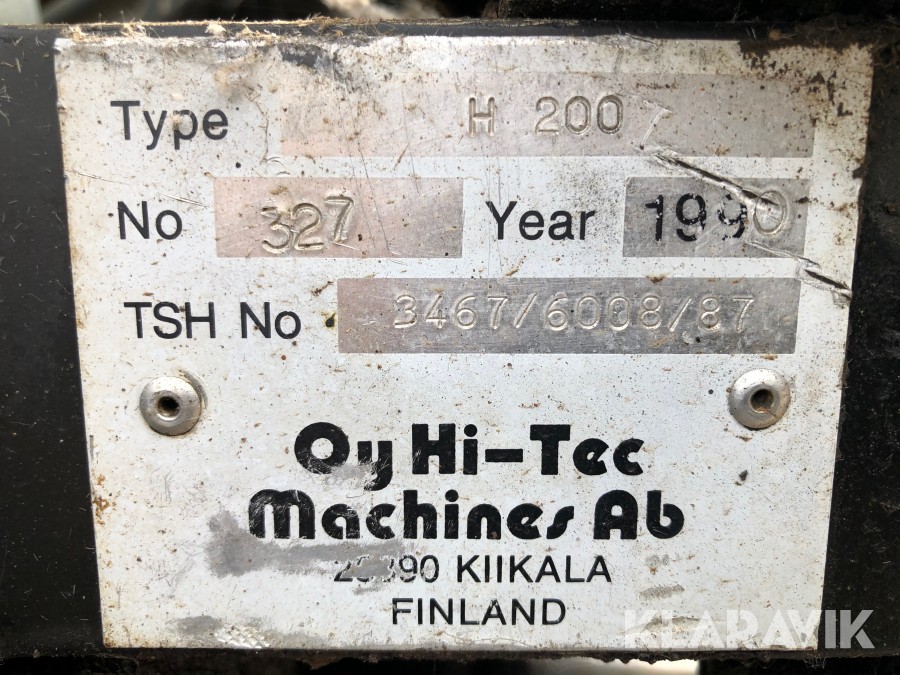 Type H 200
No 327 Year 1990
TSH No 3467/6008/87
Oy Hi-Tec
Machines Ab
KIIKALA
FINLAND
KLARAVIK